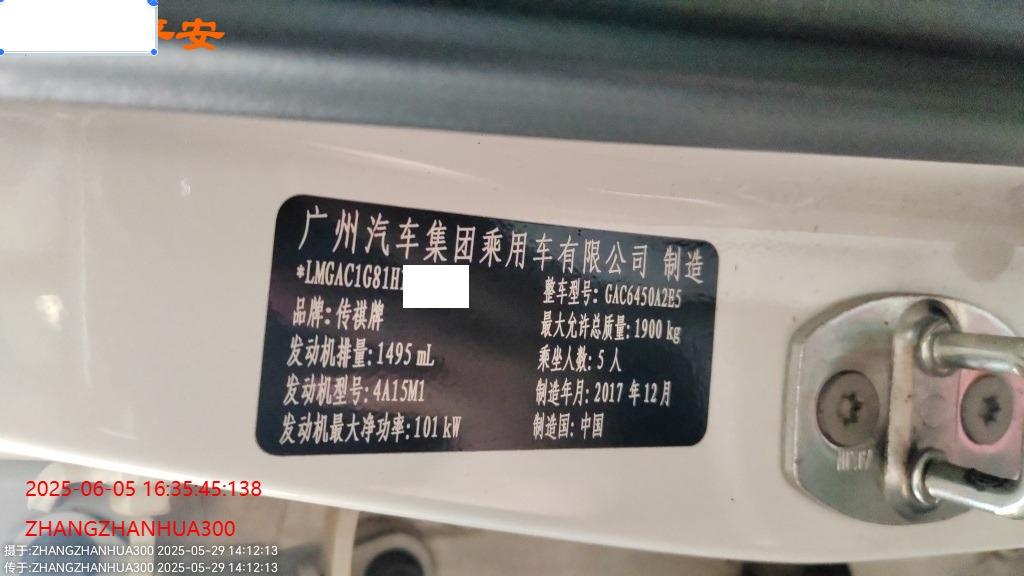 平安
广州汽车集团乘用车有限公司 制造
*LMGAC1G81H
整车型号: GAC6450A2E5
品牌: 传祺牌
最大允许总质量: 1900 kg
发动机排量: 1495 mL
乘坐人数: 5 人
发动机型号: 4A15M1
制造年月: 2017 年 12 月
发动机最大净功率: 101 kW
制造国: 中国
2025-06-05 16:35:45:138
ZHANGZHANHUA300
摄于:ZHANGZHANHUA300 2025-05-29 14:12:13
传于:ZHANGZHANHUA300 2025-05-29 14:12:13